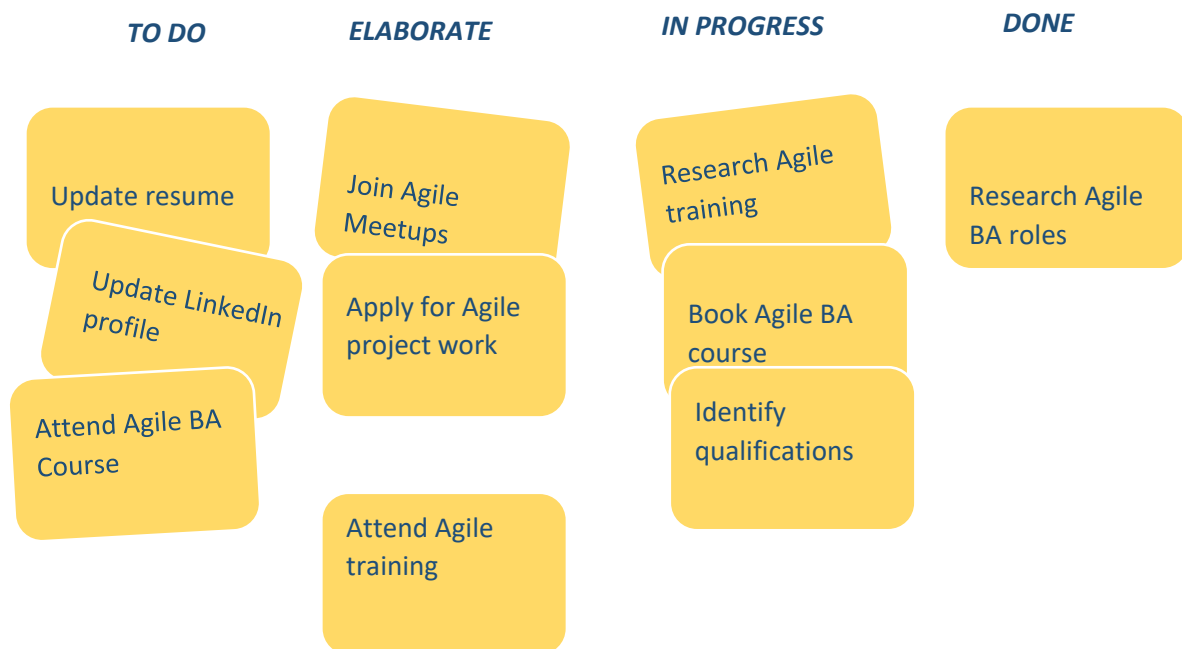 TO DO
ELABORATE
IN PROGRESS
DONE
Update resume
Update LinkedIn
profile
Attend Agile BA
Course
Join Agile
Meetups
Apply for Agile
project work
Attend Agile
training
Research Agile
training
Book Agile BA
course
Identify
qualifications
Research Agile
BA roles